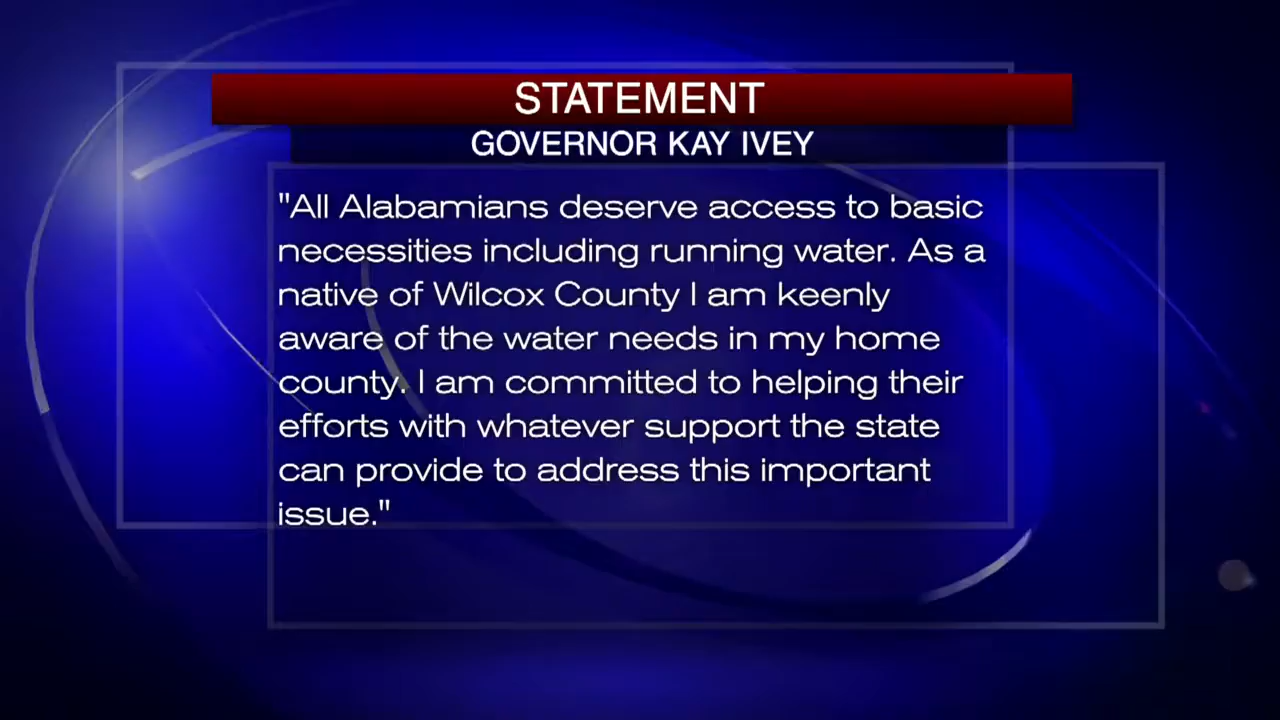 STATEMENT
GOVERNOR KAY IVEY
"All Alabamians deserve access to basic
necessities including running water. As a
native of Wilcox County I am keenly
aware of the water needs in my home
county. I am committed to helping their
efforts with whatever support the state
can provide to address this important
issue."